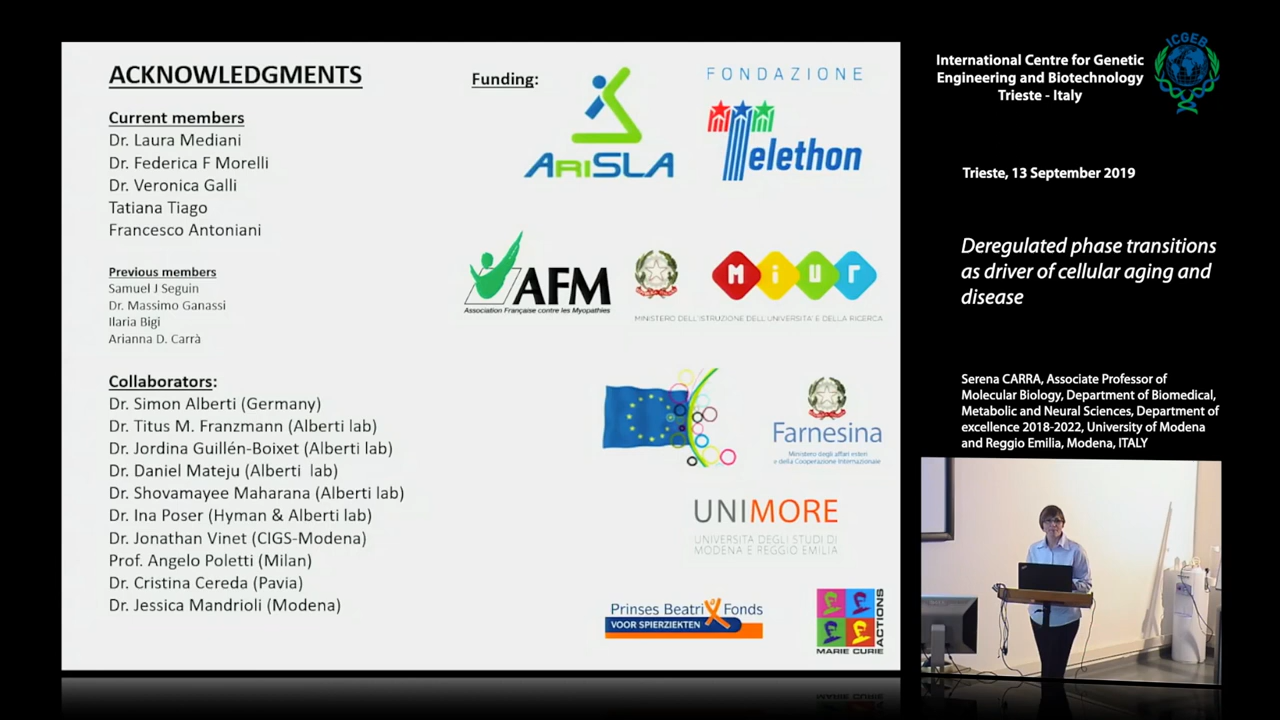 ACKNOWLEDGMENTS
Current members
Dr. Laura Mediani
Dr. Federica F Morelli
Dr. Veronica Galli
Tatiana Tiago
Francesco Antoniani
Previous members
Samuel J Seguin
Dr. Massimo Ganassi
Ilaria Bigi
Arianna D. Carrà
Collaborators:
Dr. Simon Alberti (Germany)
Dr. Titus M. Franzmann (Alberti lab)
Dr. Jordina Guillén-Boixet (Alberti lab)
Dr. Daniel Mateju (Alberti lab)
Dr. Shovamayee Maharana (Alberti lab)
Dr. Ina Poser (Hyman & Alberti lab)
Dr. Jonathan Vinet (CIGS-Modena)
Prof. Angelo Poletti (Milan)
Dr. Cristina Cereda (Pavia)
Dr. Jessica Mandrioli (Modena)
Funding:
ARISLA
FONDAZIONE
Telethon
AFM
Association Française contre les Myopathies
MIUR
MINISTERO DELL'ISTRUZIONE DELL'UNIVERSITA' E DELLA RICERCA
Farnesina
Ministero degli affari esteri
e della Cooperazione Internazionale
UNIMORE
UNIVERSITÀ DEGLI STUDI DI
MODENA E REGGIO EMILIA
Prinses Beatrix Fonds
VOOR SPIERZIEKTEN
MARIE CURIE
ACTIONS
International Centre for Genetic
Engineering and Biotechnology
Trieste - Italy
ICGEB
Trieste, 13 September 2019
Deregulated phase transitions
as driver of cellular aging and
disease
Serena CARRA, Associate Professor of
Molecular Biology, Department of Biomedical,
Metabolic and Neural Sciences, Department of
excellence 2018-2022, University of Modena
and Reggio Emilia, Modena, ITALY